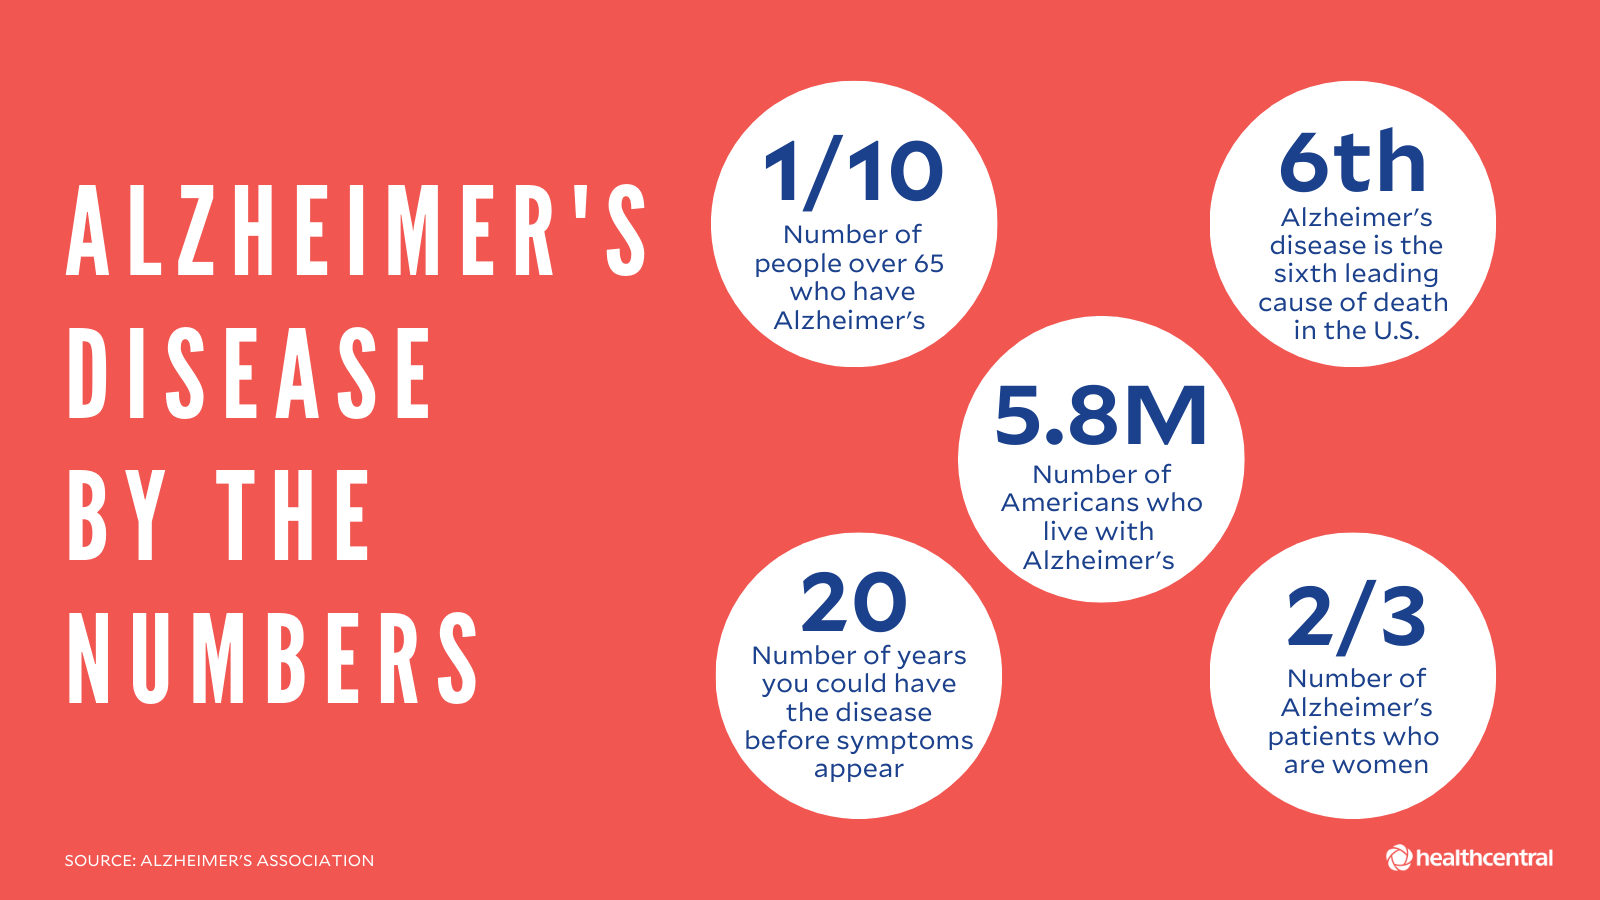 ALZHEIMER'S
DISEASE
BY THE
NUMBERS
1/10
Number of
people over 65
who have
Alzheimer's
6th
Alzheimer's
disease is the
sixth leading
cause of death
in the U.S.
5.8M
Number of
Americans who
live with
Alzheimer's
20
Number of years
you could have
the disease
before symptoms
appear
2/3
Number of
Alzheimer's
patients who
are women
SOURCE: ALZHEIMER'S ASSOCIATION
healthcentral